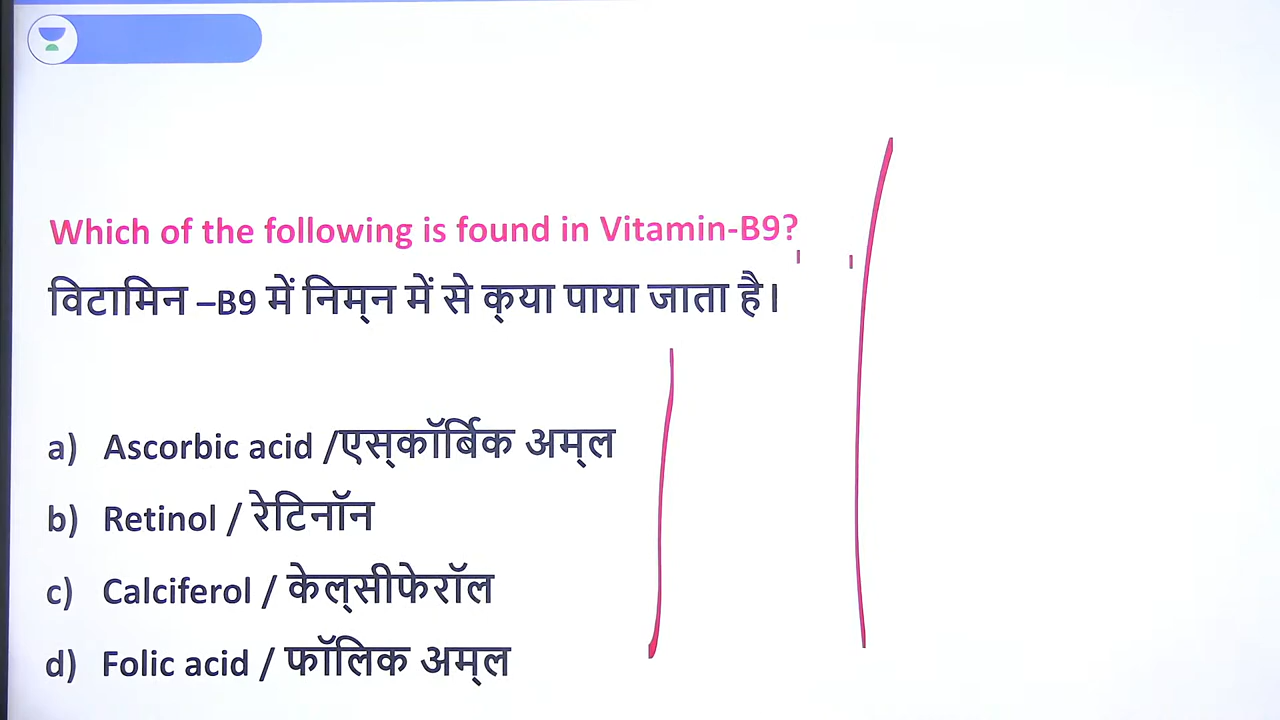 Which of the following is found in Vitamin-B9?
विटामिन –B9 में निम्‌न में से क्‌या पाया जाता है।
a) Ascorbic acid /एस्‌कॉर्बिक अम्‌ल
b) Retinol / रेटिनॉन
c) Calciferol / केल्‌सीफेरॉल
d) Folic acid / फॉलिक अम्‌ल